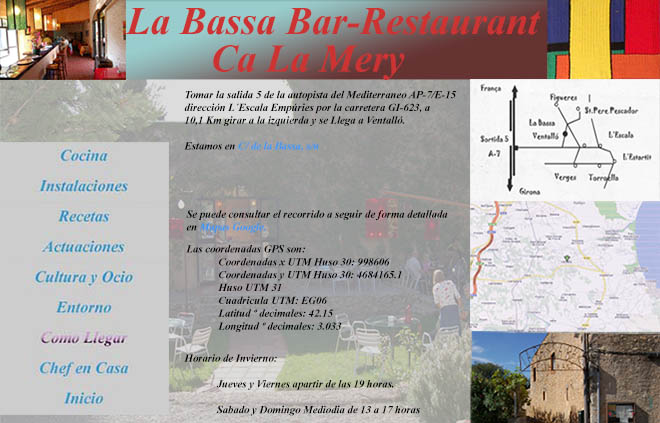 La Bassa Bar-Restaurant
Ca La Mery
Tomar la salida 5 de la autopista del Mediterraneo AP-7/E-15
dirección L´Escala Empúries por la carretera GI-623, a
10,1 Km girar a la izquierda y se Llega a Ventalló.
Estamos en C/ de la Bassa, s/n
Se puede consultar el recorrido a seguir de forma detallada
en Mapas Google.
Las coordenadas GPS son:
Coordenadas x UTM Huso 30: 998606
Coordenadas y UTM Huso 30: 4684165.1
Huso UTM 31
Cuadricula UTM: EG06
Latitud º decimales: 42.15
Longitud º decimales: 3.033
Horario de Invierno:
Jueves y Viernes apartir de las 19 horas.
Sabado y Domingo Mediodia de 13 a 17 horas
Cocina
Instalaciones
Recetas
Actuaciones
Cultura y Ocio
Entorno
Como Llegar
Chef en Casa
Inicio
França
Figueres
St. Pere Pescador
La Bassa
Ventalló
Sortida 5
A-7
L'Escala
L'Estartit
Verges
Torroella
Girona